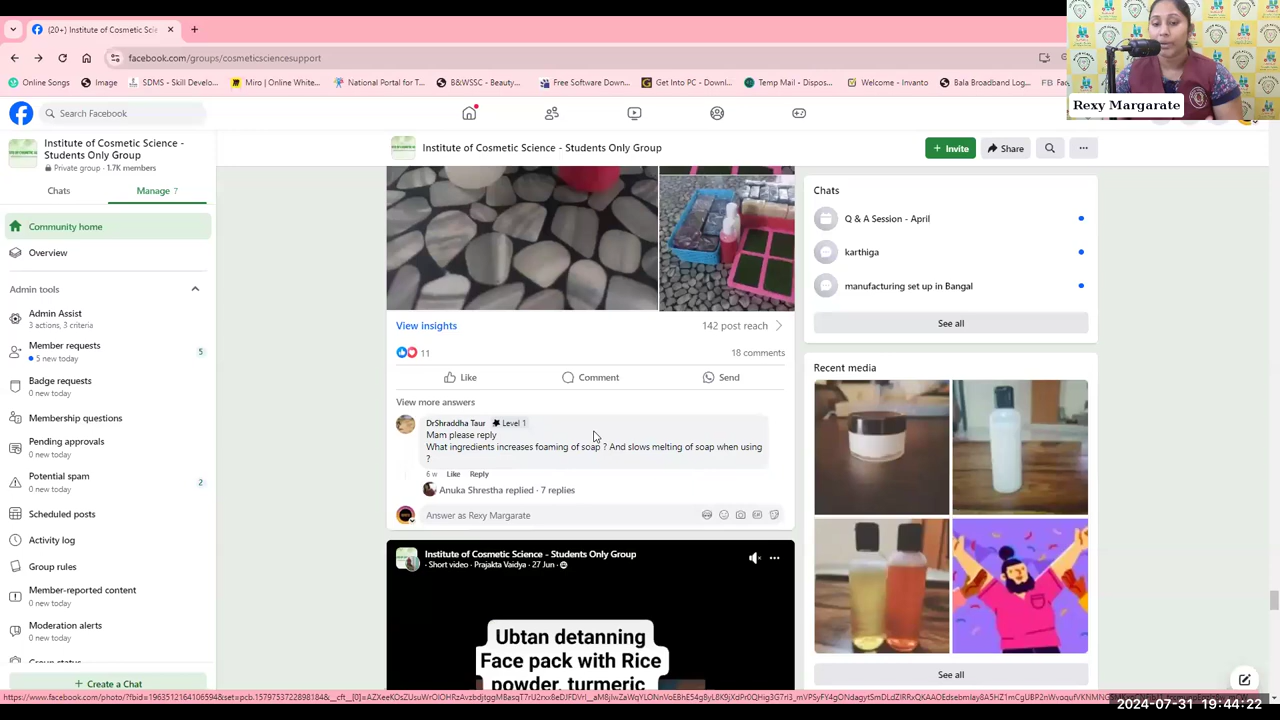 (20+) Institute of Cosmetic Scie
facebook.com/groups/cosmeticsciencesupport
Online Songs
Image
SDMS - Skill Develo...
Miro | Online White...
National Portal for T...
B&WSSC - Beauty...
FrinSoftware Down...
Get Into PC - Downl...
Temp Mail - Dispos...
Welcome - Invanto
Bala Broadband Log...
FB
Rexy Margarate
Search Facebook
Institute of Cosmetic Science -
Students Only Group
Private group · 1.7K members
Chats
Manage 7
Community home
Overview
Admin tools
Admin Assist
3 actions, 3 criteria
Member requests
5 new today
5
Badge requests
0 new today
Membership questions
Pending approvals
0 new today
Potential spam
0 new today
2
Scheduled posts
Activity log
Group rules
Member-reported content
0 new today
Moderation alerts
0 new today
Group status
+ Create a Chat
Institute of Cosmetic Science - Students Only Group
+ Invite
Share
View insights
142 post reach
11
18 comments
Like
Comment
Send
View more answers
DrShraddha Taur Level 1
Mam please reply
What ingredients increases foaming of soap ? And slows melting of soap when using
?
6 w Like Reply
Anuka Shrestha replied · 7 replies
Answer as Rexy Margarate
Institute of Cosmetic Science - Students Only Group
· Short video · Prajakta Vaidya · 27 Jun ·
Ubtan detanning
Face pack with Rice
powder, turmeric
Chats
Q & A Session - April
karthiga
manufacturing set up in Bangal
See all
Recent media
See all
2024-07-31 19:44:22